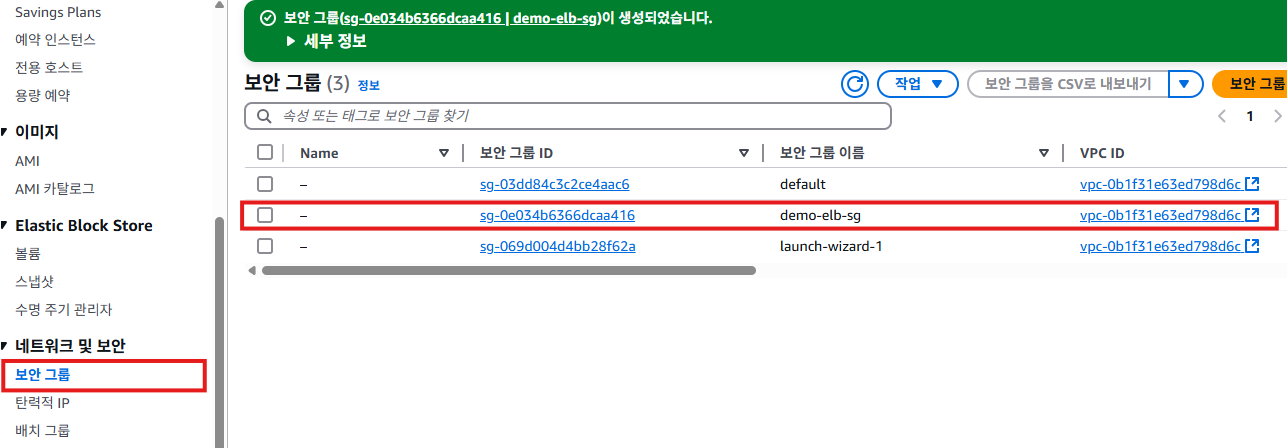 Savings Plans
예약 인스턴스
전용 호스트
용량 예약
이미지
AMI
AMI 카탈로그
Elastic Block Store
볼륨
스냅샷
수명 주기 관리자
네트워크 및 보안
보안 그룹
탄력적 IP
배치 그룹
보안 그룹(sg-0e034b6366dcaa416 | demo-elb-sg)이 생성되었습니다.
세부 정보
보안 그룹 (3) 정보
작업
보안 그룹을 CSV로 내보내기
보안 그룹
속성 또는 태그로 보안 그룹 찾기
1
Name 보안 그룹 ID 보안 그룹 이름 VPC ID
– sg-03dd84c3c2ce4aac6 default vpc-0b1f31e63ed798d6c
– sg-0e034b6366dcaa416 demo-elb-sg vpc-0b1f31e63ed798d6c
– sg-069d004d4bb28f62a launch-wizard-1 vpc-0b1f31e63ed798d6c